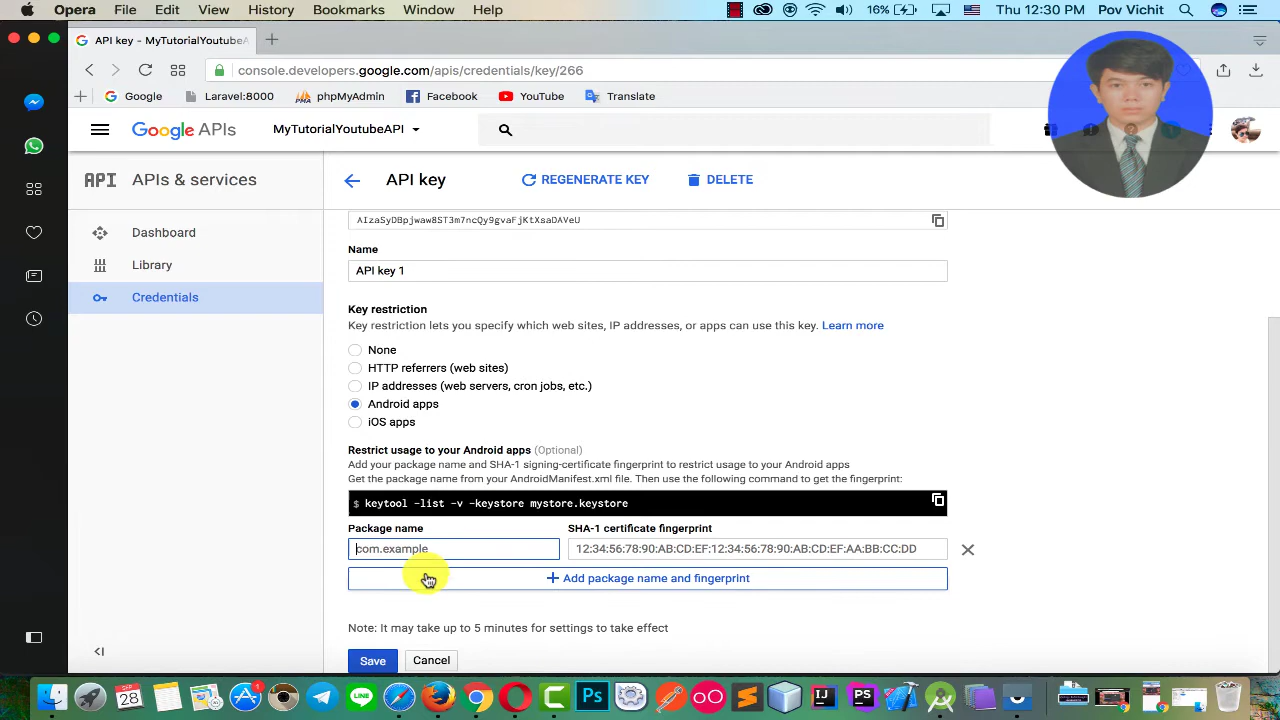 Opera File Edit View History Bookmarks Window Help 16% Thu 12:30 PM Pov Vichit
API key - MyTutorialYoutubeA
console.developers.google.com/apis/credentials/key/266
Google Laravel:8000 phpMyAdmin Facebook YouTube Translate
Google APIs MyTutorialYoutubeAPI
API APIs & services API key REGENERATE KEY DELETE
AIzaSyDBpjwaw8ST3m7ncQy9gvaFjKtXsaDAVeU
Dashboard
Library
Credentials
Name
API key 1
Key restriction
Key restriction lets you specify which web sites, IP addresses, or apps can use this key. Learn more
None
HTTP referrers (web sites)
IP addresses (web servers, cron jobs, etc.)
Android apps
iOS apps
Restrict usage to your Android apps (Optional)
Add your package name and SHA-1 signing-certificate fingerprint to restrict usage to your Android apps
Get the package name from your AndroidManifest.xml file. Then use the following command to get the fingerprint:
$ keytool -list -v -keystore mystore.keystore
Package name SHA-1 certificate fingerprint
com.example 12:34:56:78:90:AB:CD:EF:12:34:56:78:90:AB:CD:EF:AA:BB:CC:DD
+ Add package name and fingerprint
Note: It may take up to 5 minutes for settings to take effect
Save Cancel